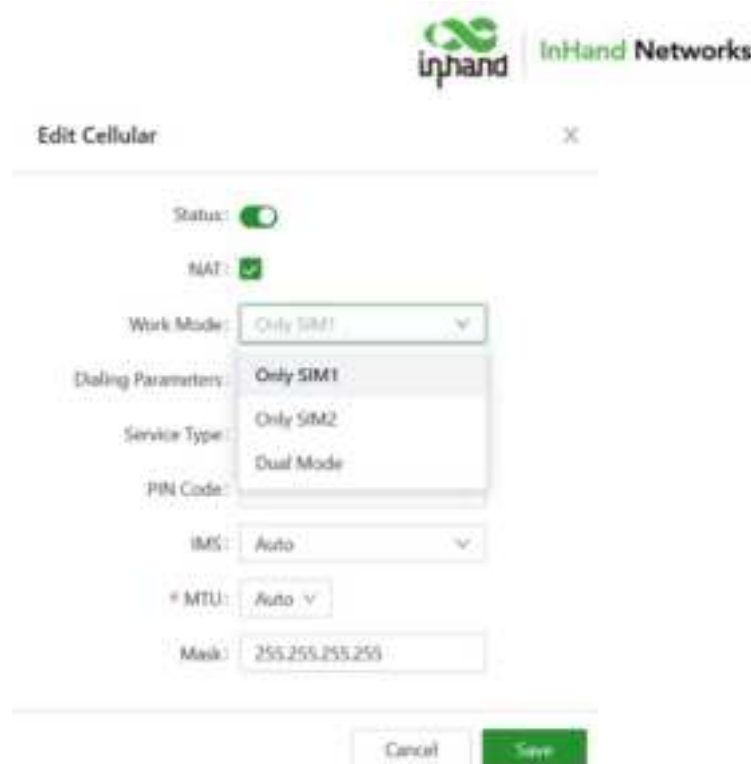 inhand InHand Networks
Edit Cellular
Status:
NAT:
Work Mode: Only SIM1
Dialing Parameters: Only SIM1
Only SIM2
Service Type:
Dual Mode
PIN Code:
IMS: Auto
* MTU: Auto
Mask: 255.255.255.255
Cancel Save